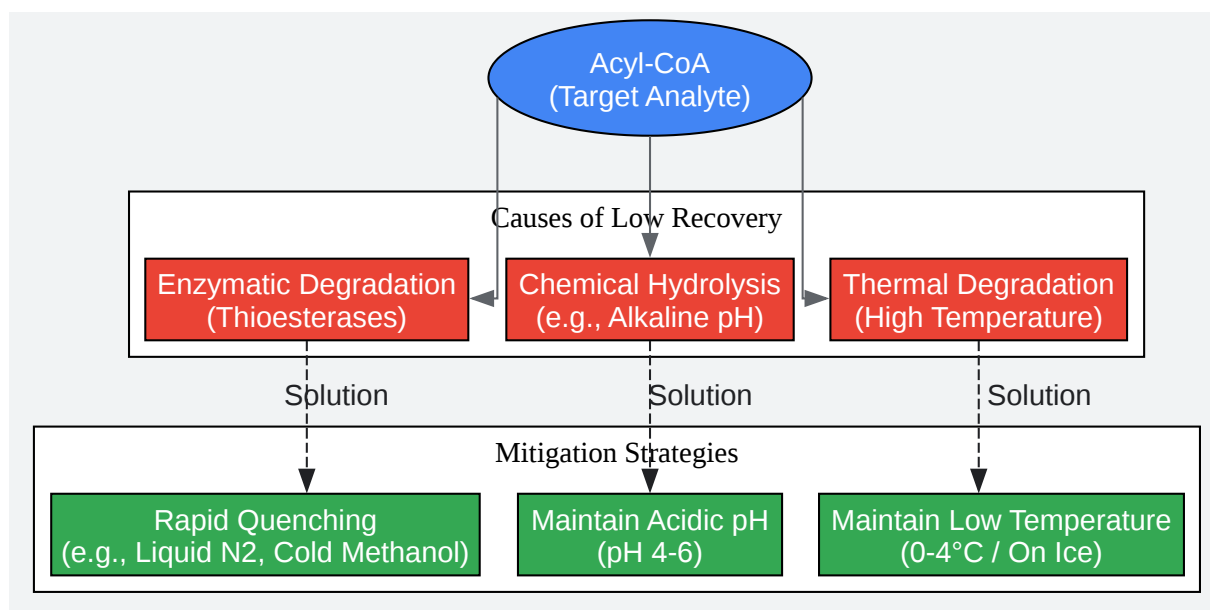 Acyl-CoA
(Target Analyte)
Causes of Low Recovery
Enzymatic Degradation
(Thioesterases)
Chemical Hydrolysis
(e.g., Alkaline pH)
Thermal Degradation
(High Temperature)
Solution
Solution
Solution
Mitigation Strategies
Rapid Quenching
(e.g., Liquid N2, Cold Methanol)
Maintain Acidic pH
(pH 4-6)
Maintain Low Temperature
(0-4°C / On Ice)